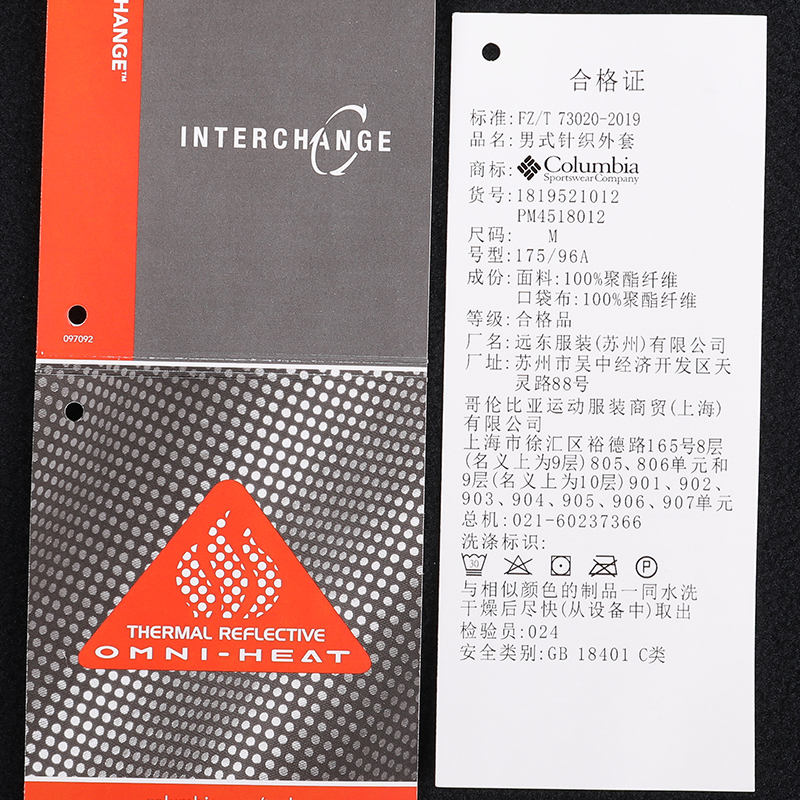 CHANGE™
INTERCHANGE
097092
THERMAL REFLECTIVE
OMNI-HEAT
合格证
标准:FZ/T 73020-2019
品名:男式针织外套
商标:Columbia
Sportswear Company
货号:1819521012
PM4518012
尺码: M
号型:175/96A
成份:面料:100%聚酯纤维
口袋布:100%聚酯纤维
等级:合格品
厂名:远东服装(苏州)有限公司
厂址:苏州市吴中经济开发区天
灵路88号
哥伦比亚运动服装商贸(上海)
有限公司
上海市徐汇区裕德路165号8层
(名义上为9层)805、806单元和
9层(名义上为10层)901、902、
903、904、905、906、907单元
总机:021-60237366
洗涤标识:
30
P
与相似颜色的制品一同水洗
干燥后尽快(从设备中)取出
检验员:024
安全类别:GB 18401 C类